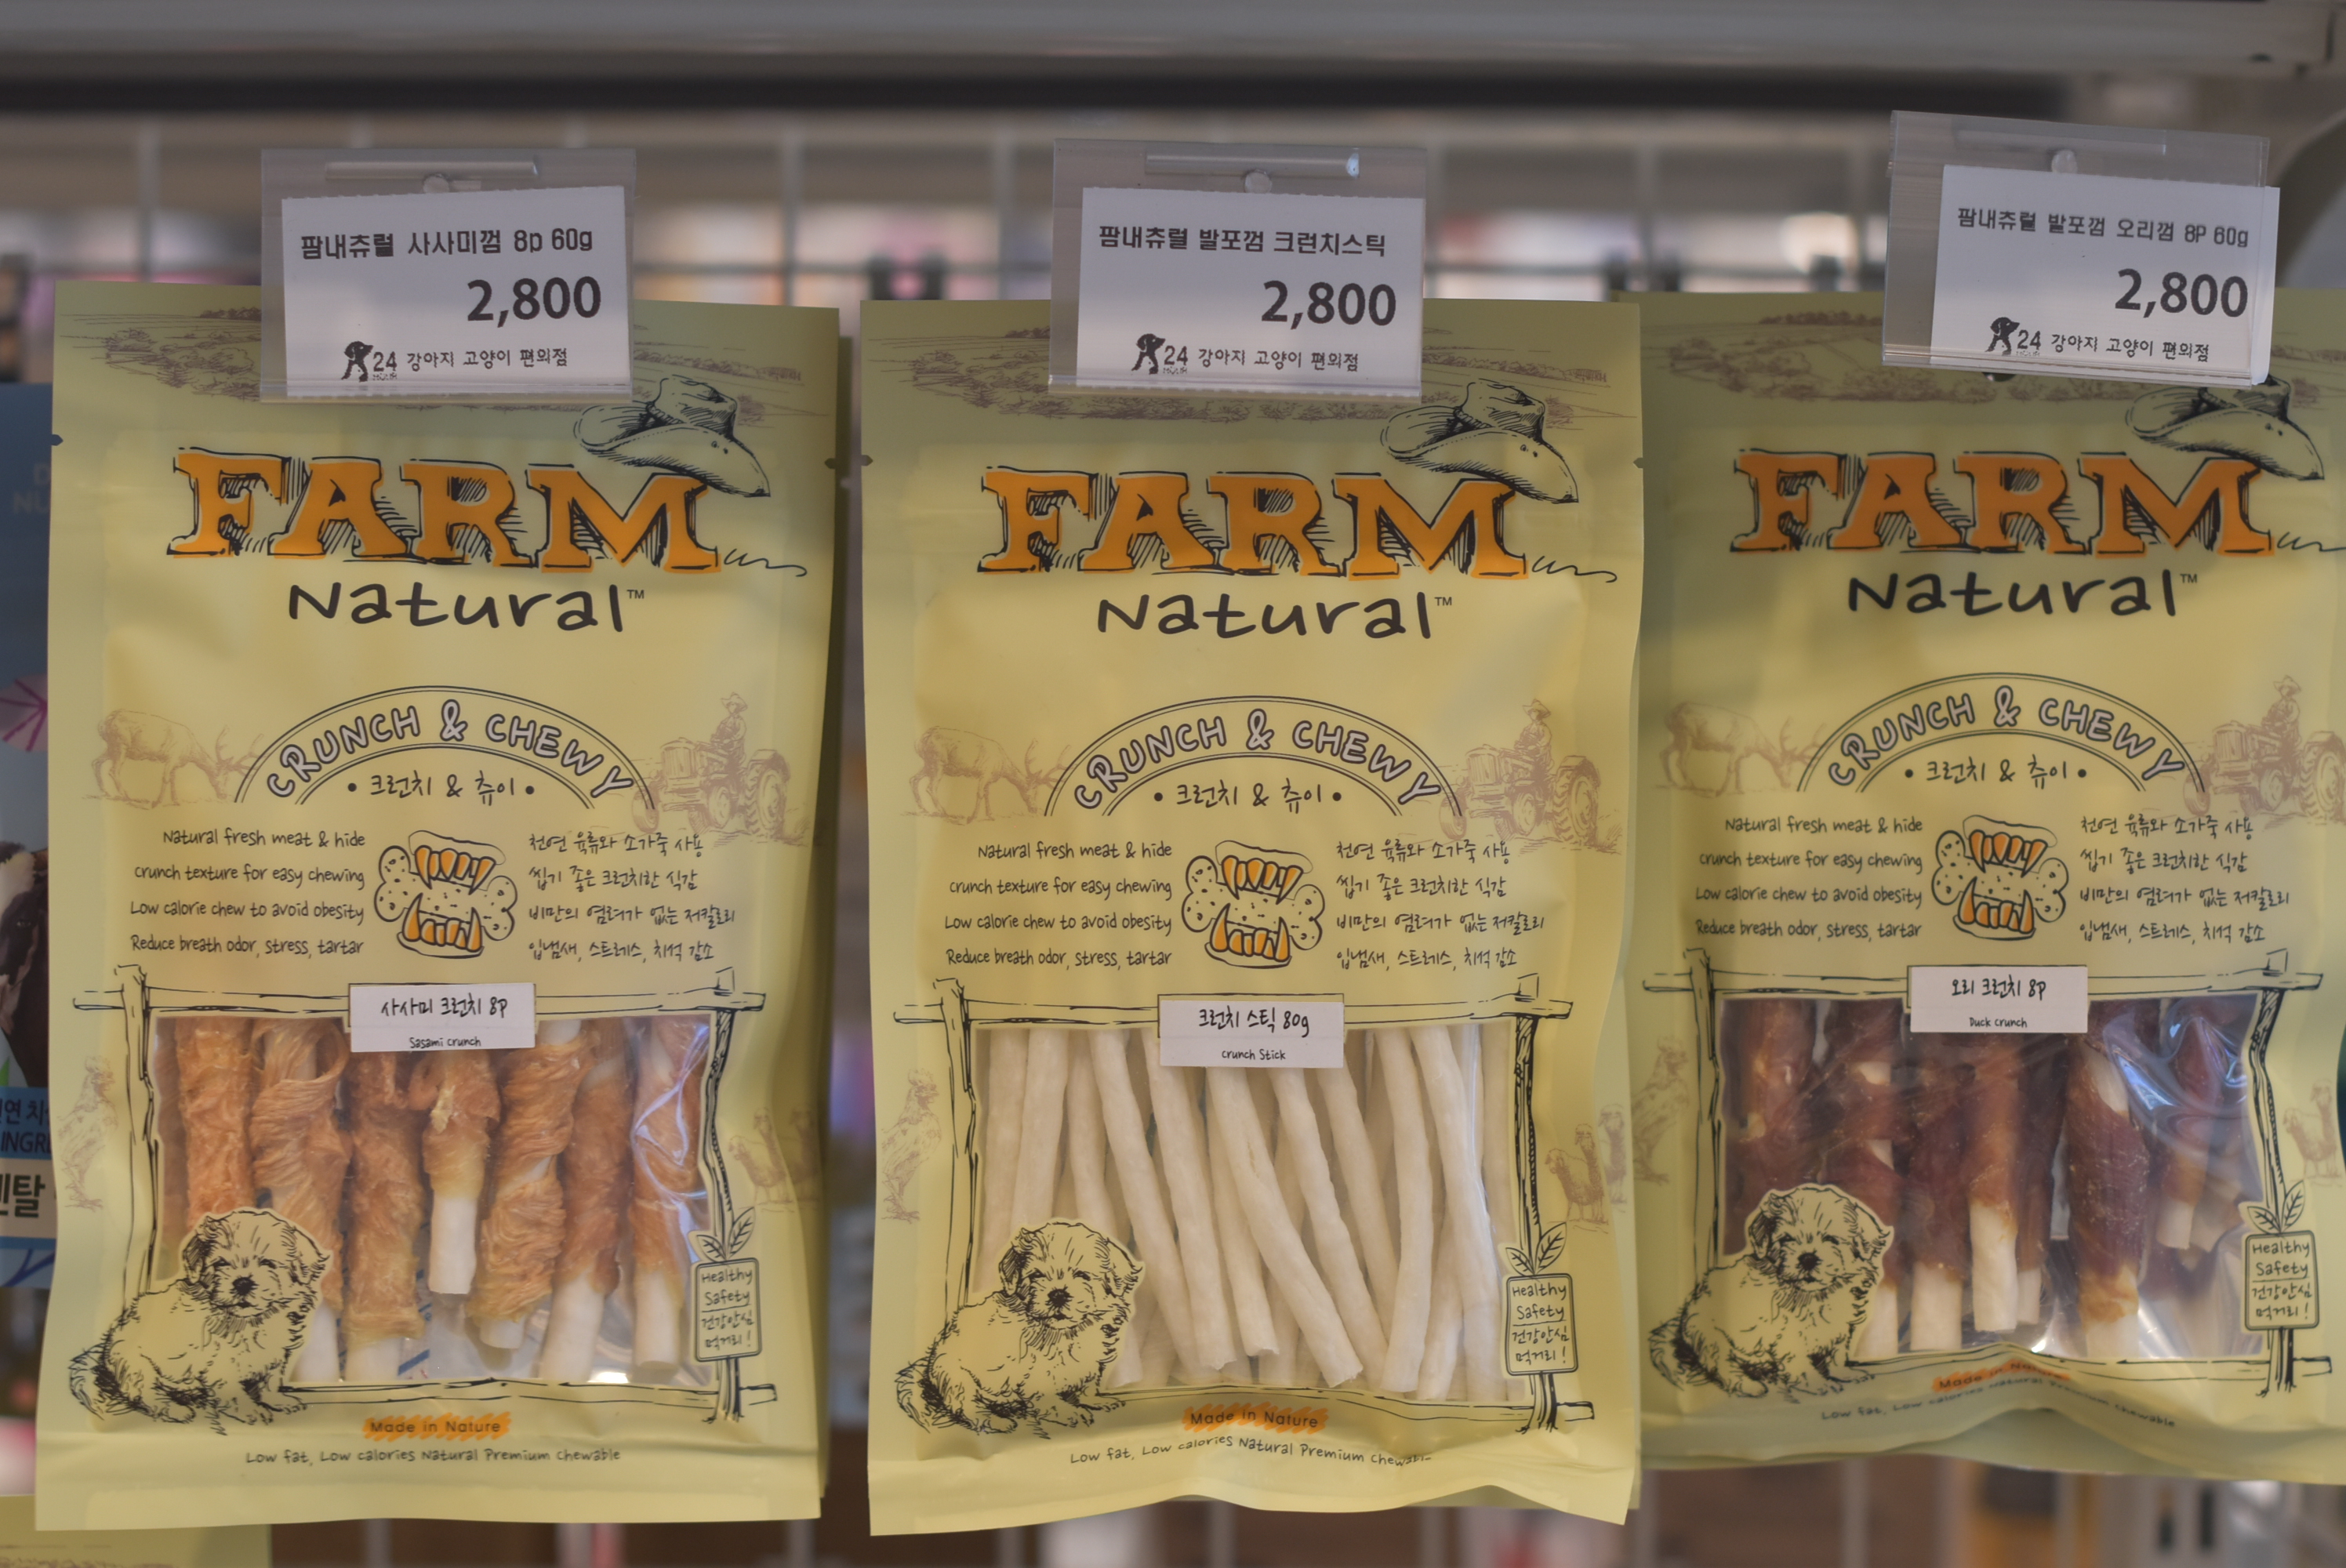 팜내츄럴 사사미껌 8p 60g
2,800
24 강아지 고양이 편의점
FARM
Natural™
CRUNCH & CHEWY
• 크런치 & 츄이 •
Natural fresh meat & hide
crunch texture for easy chewing
Low calorie chew to avoid obesity
Reduce breath odor, stress, tartar
천연 육류와 소가죽 사용
씹기 좋은 크런치한 식감
비만의 염려가 없는 저칼로리
입냄새, 스트레스, 치석 감소
사사미 크런치 8p
Sasami crunch
Healthy
Safety
건강안심
먹거리!
Made in Nature
Low fat, Low calories Natural Premium Chewable
팜내츄럴 발포껌 크런치스틱
2,800
24 강아지 고양이 편의점
FARM
Natural™
CRUNCH & CHEWY
• 크런치 & 츄이 •
Natural fresh meat & hide
crunch texture for easy chewing
Low calorie chew to avoid obesity
Reduce breath odor, stress, tartar
천연 육류와 소가죽 사용
씹기 좋은 크런치한 식감
비만의 염려가 없는 저칼로리
입냄새, 스트레스, 치석 감소
크런치 스틱 80g
Crunch Stick
Healthy
Safety
건강안심
먹거리!
Made in Nature
Low fat, Low calories Natural Premium Chewable
팜내츄럴 발포껌 오리껌 8P 60g
2,800
24 강아지 고양이 편의점
FARM
Natural™
CRUNCH & CHEWY
• 크런치 & 츄이 •
Natural fresh meat & hide
crunch texture for easy chewing
Low calorie chew to avoid obesity
Reduce breath odor, stress, tartar
천연 육류와 소가죽 사용
씹기 좋은 크런치한 식감
비만의 염려가 없는 저칼로리
입냄새, 스트레스, 치석 감소
오리 크런치 8p
Duck crunch
Healthy
Safety
건강안심
먹거리!
Made in Nature
Low fat, Low calories Natural Premium Chewable